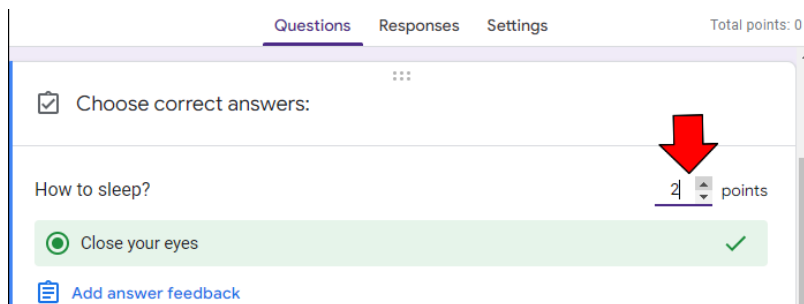 Questions Responses Settings Total points: 0
Choose correct answers:
How to sleep? 2 points
Close your eyes
Add answer feedback